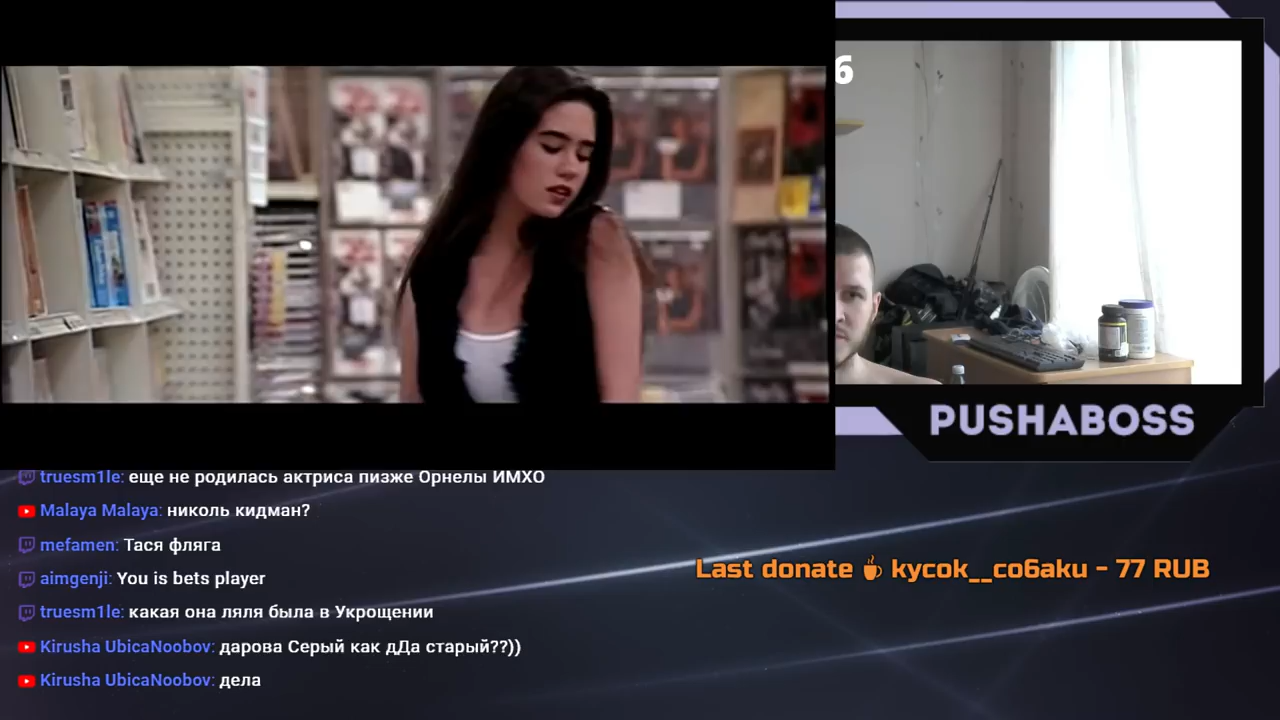 6
PUSHABOSS
truesm1le: еще не родилась актриса пизже Орнелы ИМХО
Malaya Malaya: николь кидман?
mefamen: Тася фляга
aimgenji: You is bets player
truesm1le: какая она ляля была в Укрощении
Kirusha UbicaNoobov: дарова Серый как дДа старый??))
Kirusha UbicaNoobov: дела
Last donate kycok__co6aku - 77 RUB